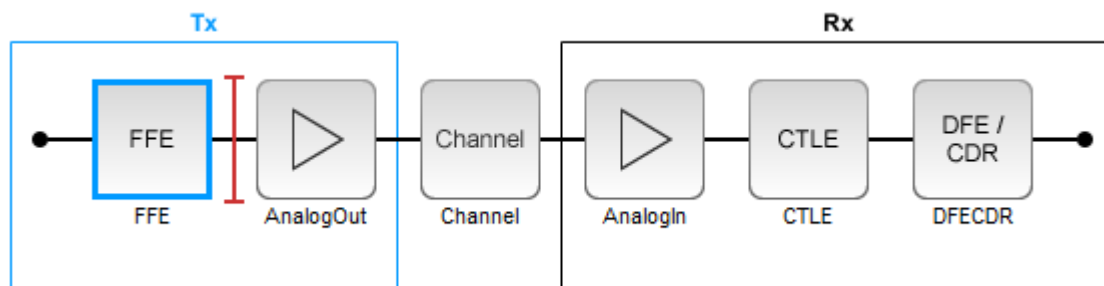 Tx
Rx
FFE
Channel
CTLE
DFE /
CDR
FFE
AnalogOut
Channel
AnalogIn
CTLE
DFECDR